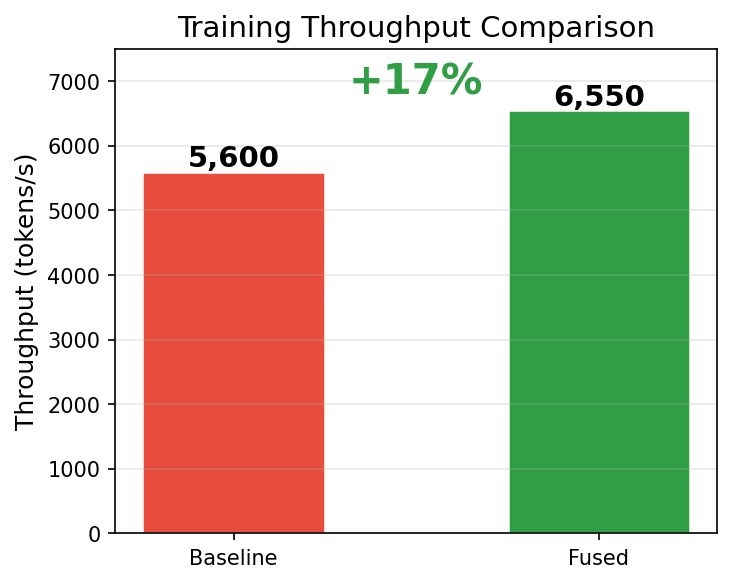 Training Throughput Comparison
+17%
5,600
6,550
Throughput (tokens/s)
7000
6000
5000
4000
3000
2000
1000
0
Baseline
Fused